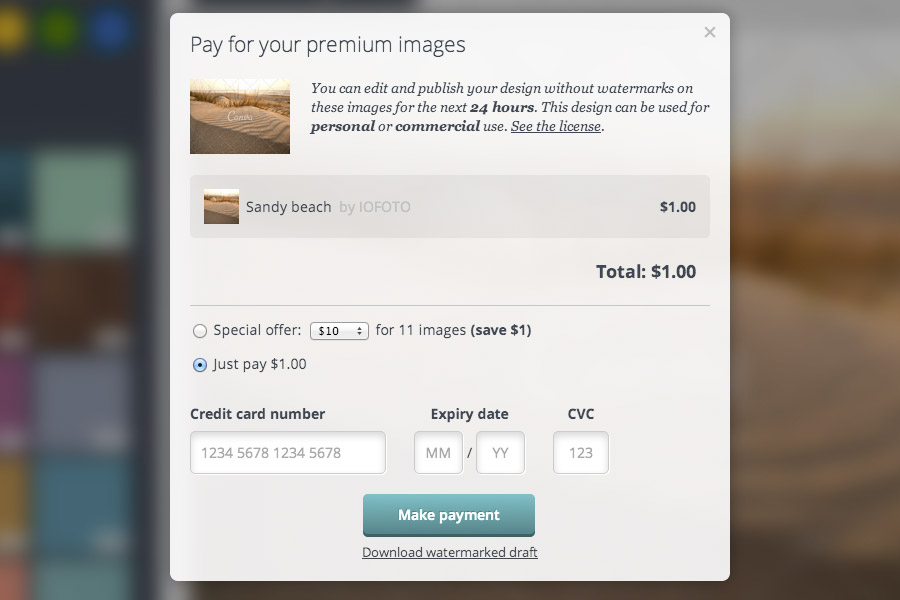 Pay for your premium images
×
You can edit and publish your design without watermarks on
these images for the next 24 hours. This design can be used for
personal or commercial use. See the license.
Canva
Sandy beach by IOFOTO $1.00
Total: $1.00
Special offer: $10 for 11 images (save $1)
Just pay $1.00
Credit card number Expiry date CVC
1234 5678 1234 5678 MM / YY 123
Make payment
Download watermarked draft